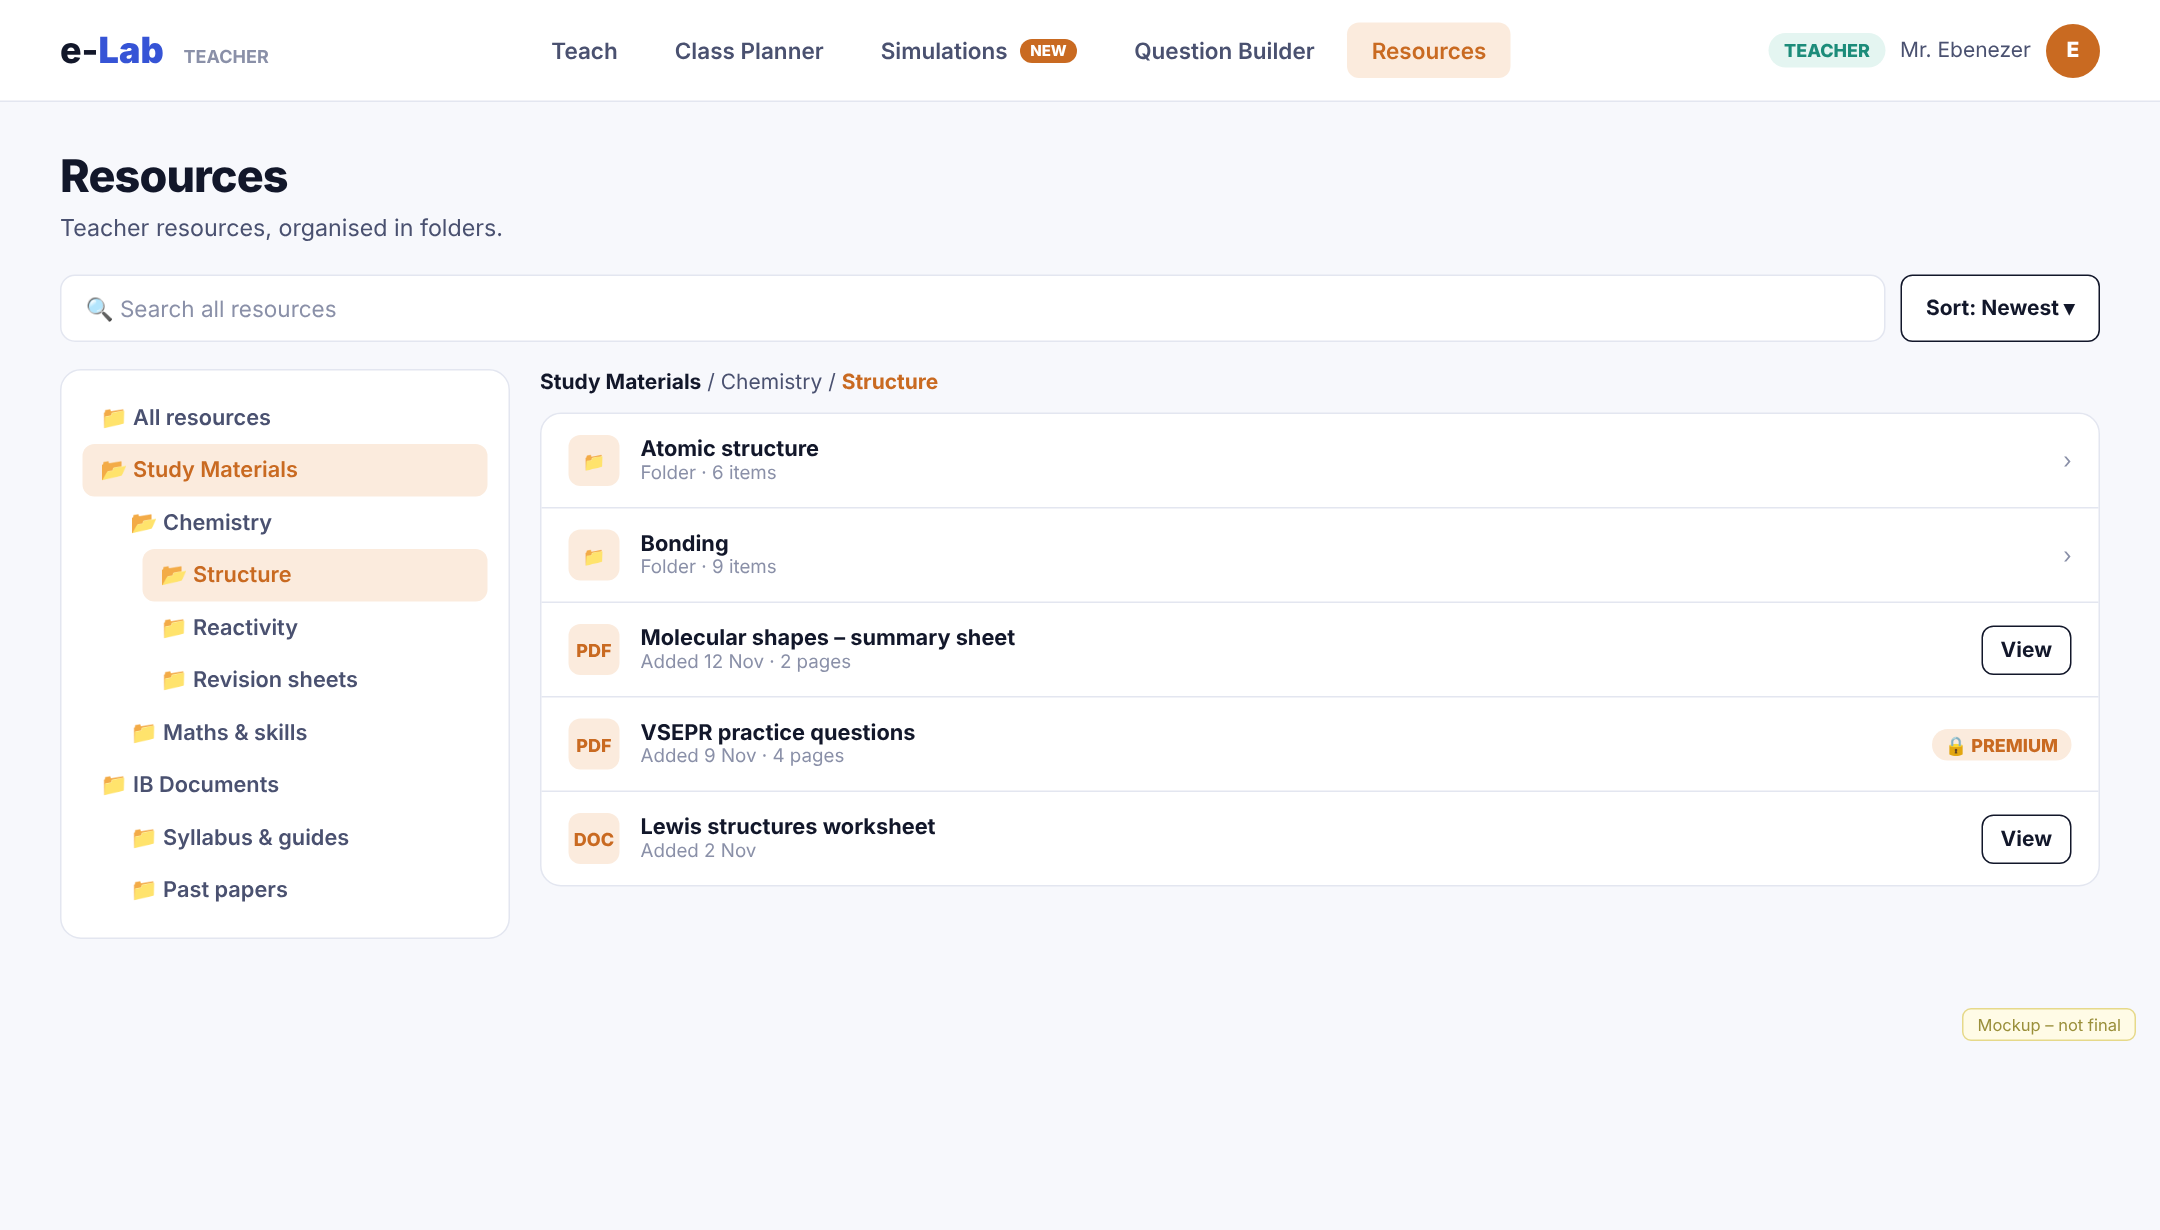 e-Lab TEACHER
Teach
Class Planner
Simulations NEW
Question Builder
Resources
TEACHER Mr. Ebenezer E
Resources
Teacher resources, organised in folders.
🔍 Search all resources
Sort: Newest ▾
📁 All resources
📂 Study Materials
📂 Chemistry
📂 Structure
📁 Reactivity
📁 Revision sheets
📁 Maths & skills
📁 IB Documents
📁 Syllabus & guides
📁 Past papers
Study Materials / Chemistry / Structure
📁 Atomic structure
Folder · 6 items
›
📁 Bonding
Folder · 9 items
›
PDF Molecular shapes – summary sheet
Added 12 Nov · 2 pages
View
PDF VSEPR practice questions
Added 9 Nov · 4 pages
🔒 PREMIUM
DOC Lewis structures worksheet
Added 2 Nov
View
Mockup – not final